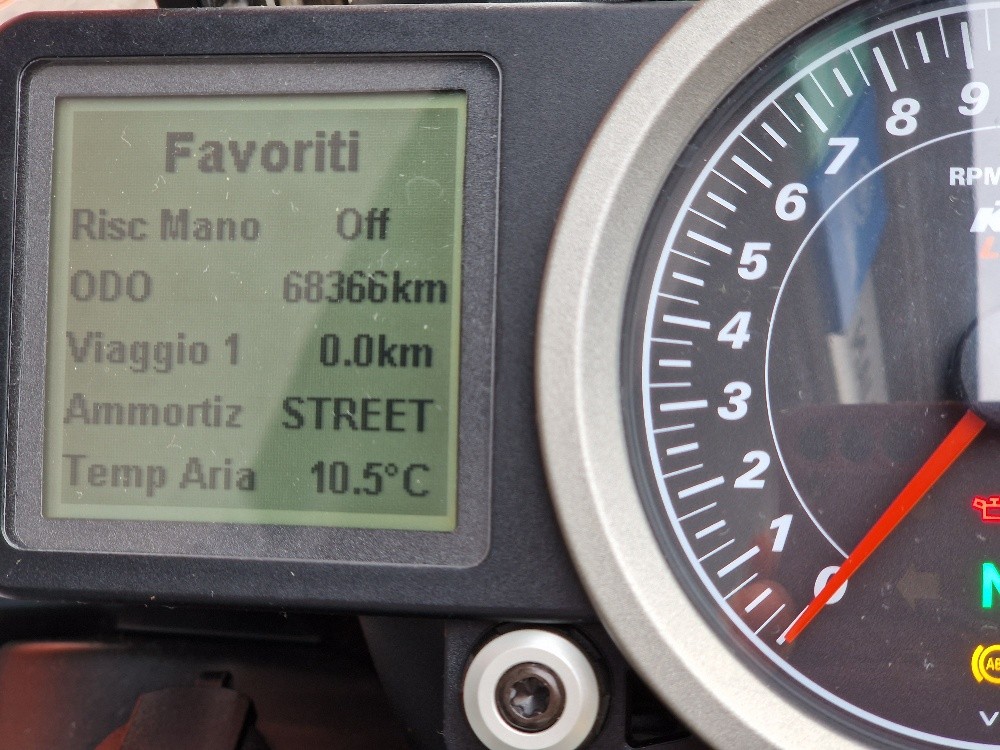 Favoriti
Risc Mano Off
ODO 68366km
Viaggio 1 0.0km
Ammortiz STREET
Temp Aria 10.5°C
9
8
7
6
5
4
3
2
1
0
RPM
N